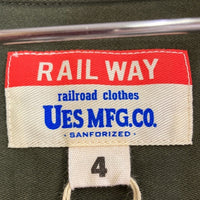 RAIL WAY
railroad clothes
UES MFG.CO.
· SANFORIZED ·
4